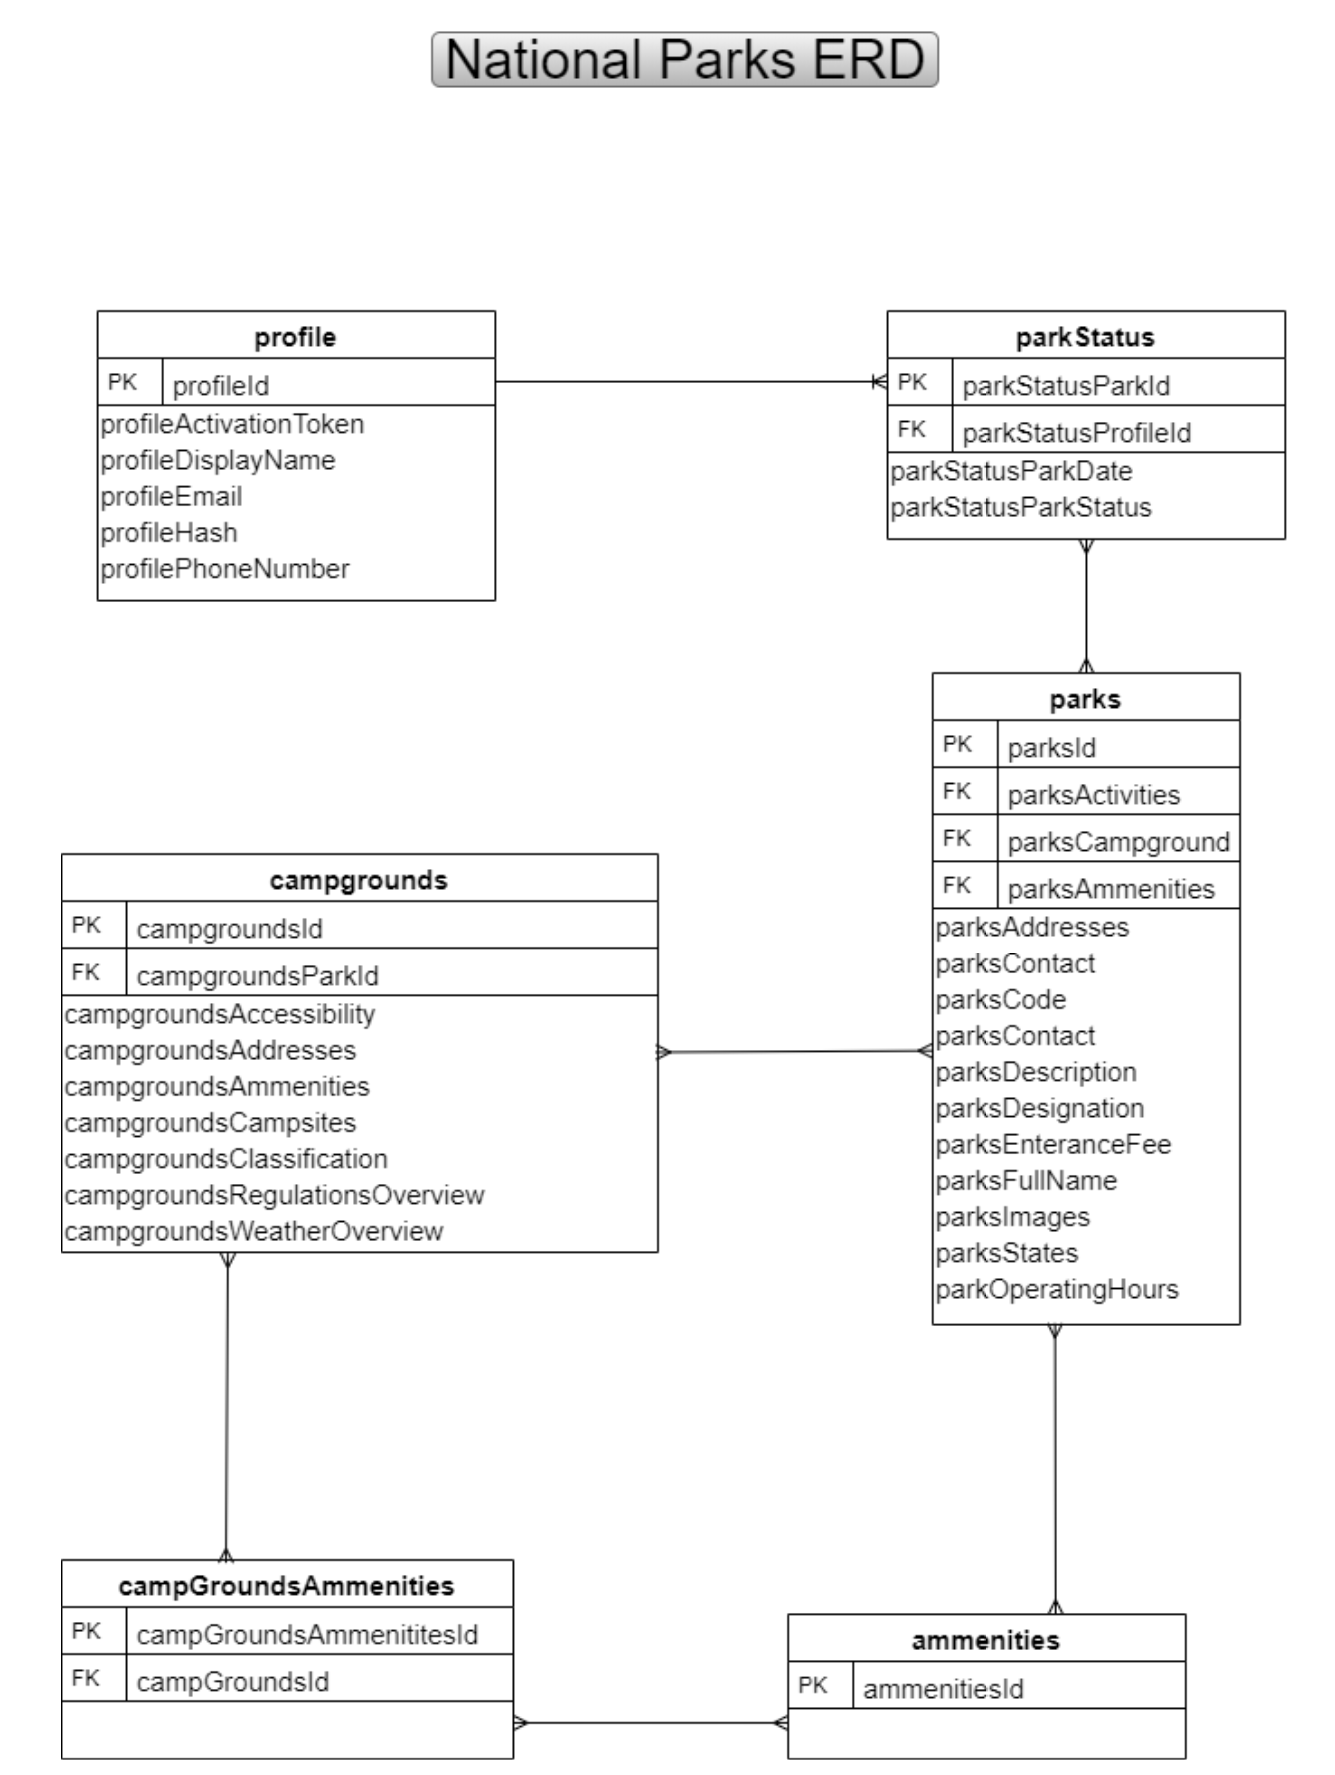 National Parks ERD
profile
PK profileId
profileActivationToken
profileDisplayName
profileEmail
profileHash
profilePhoneNumber
parkStatus
PK parkStatusParkId
FK parkStatusProfileId
parkStatusParkDate
parkStatusParkStatus
parks
PK parksId
FK parksActivities
FK parksCampground
FK parksAmmenities
parksAddresses
parksContact
parksCode
parksContact
parksDescription
parksDesignation
parksEnteranceFee
parksFullName
parksImages
parksStates
parkOperatingHours
campgrounds
PK campgroundsId
FK campgroundsParkId
campgroundsAccessibility
campgroundsAddresses
campgroundsAmmenities
campgroundsCampsites
campgroundsClassification
campgroundsRegulationsOverview
campgroundsWeatherOverview
campGroundsAmmenities
PK campGroundsAmmenititesId
FK campGroundsId
ammenities
PK ammenitiesId